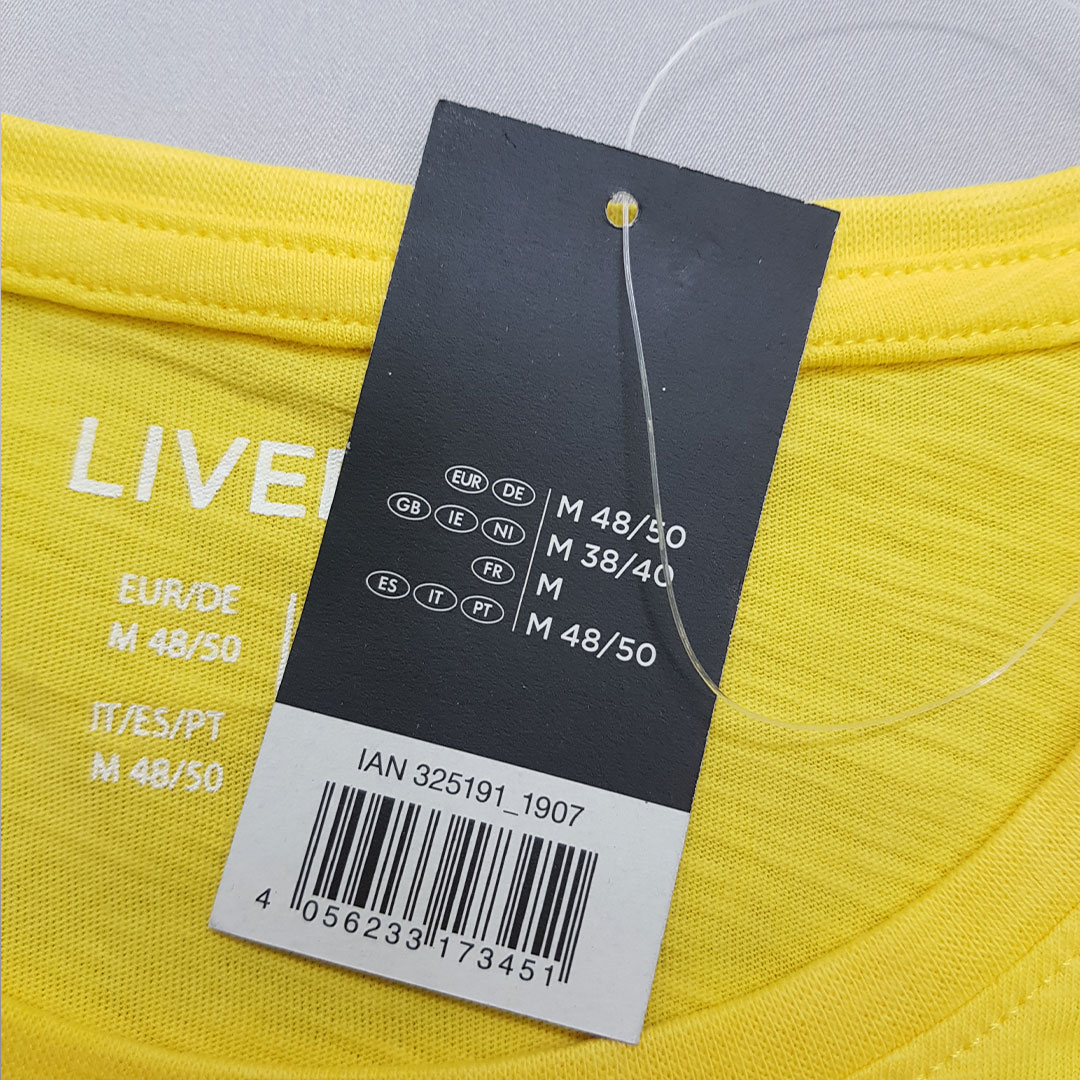 LIVE
EUR/DE
M 48/50
IT/ES/PT
M 48/50
EUR DE M 48/50
GB IE NI M 38/40
FR M
ES IT PT M 48/50
IAN 325191_1907
4 056233 173451